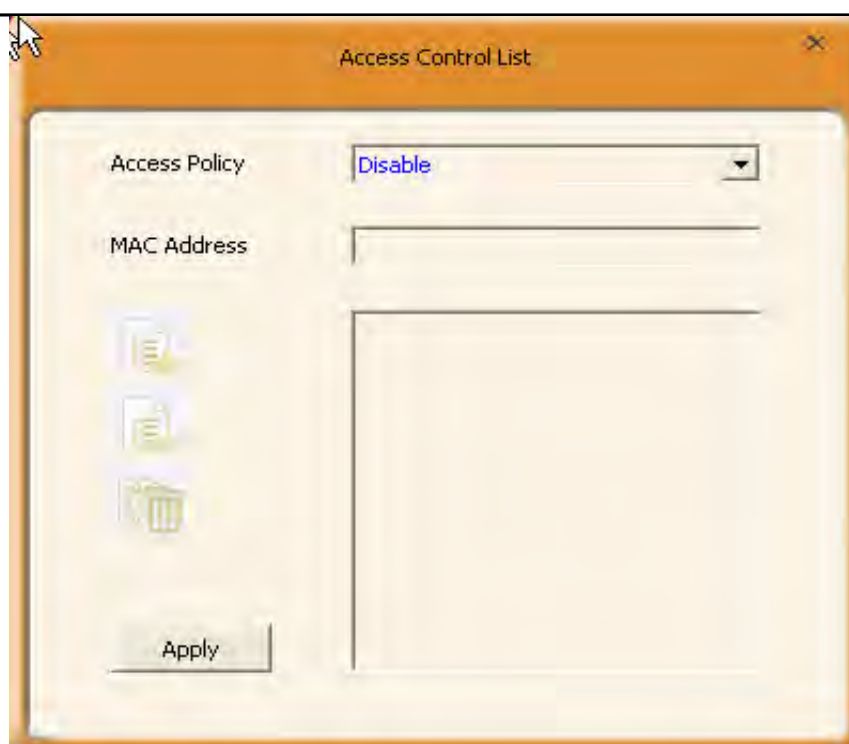 Access Control List
Access Policy Disable
MAC Address
Apply